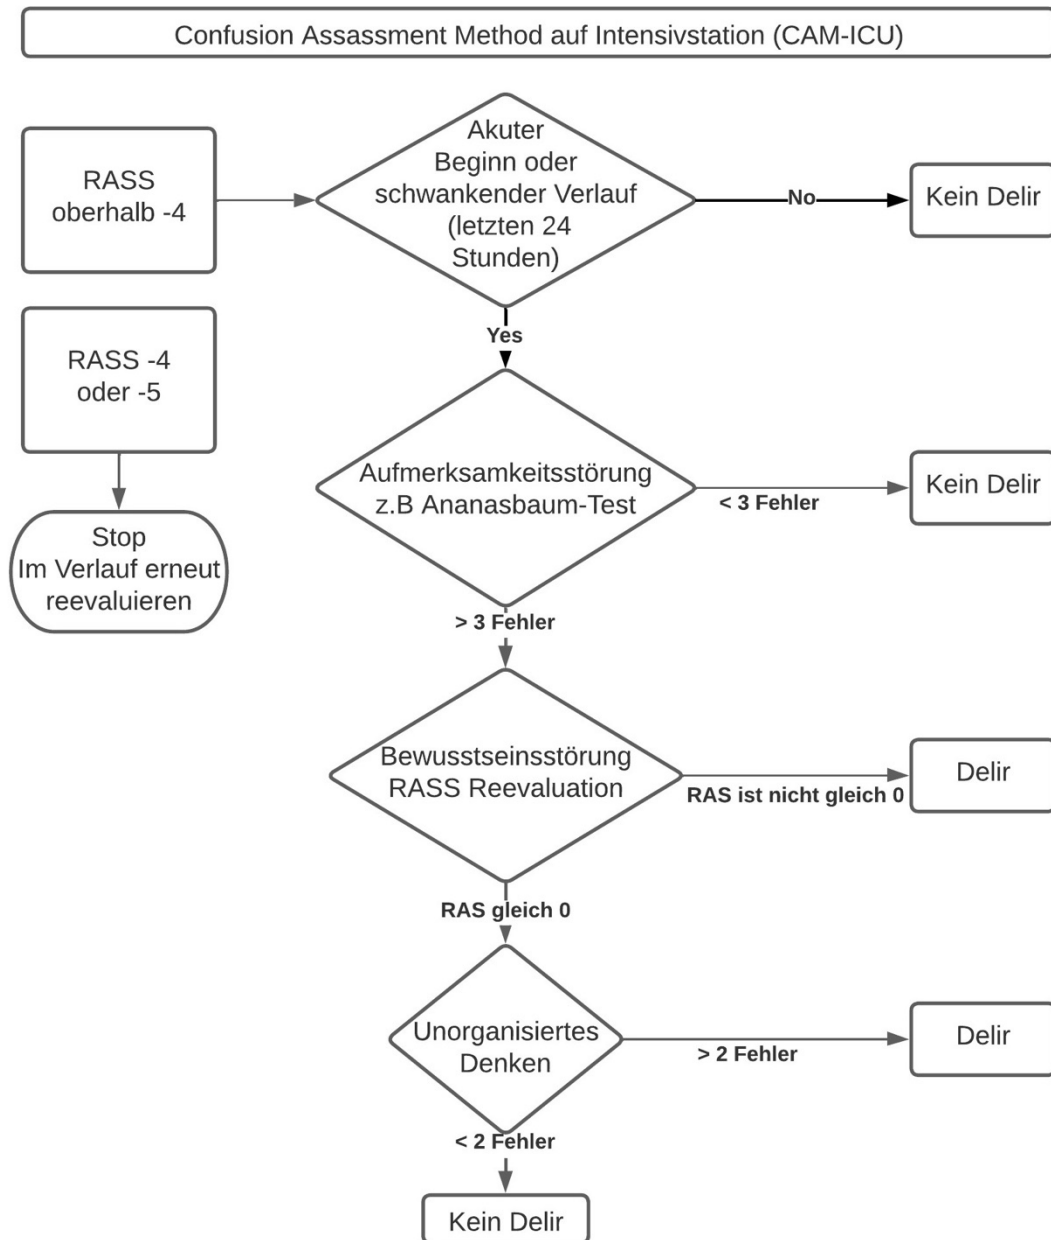 Confusion Assassment Method auf Intensivstation (CAM-ICU)
RASS
oberhalb -4
Akuter
Beginn oder
schwankender Verlauf
(letzten 24
Stunden)
No
Kein Delir
Yes
RASS -4
oder -5
Stop
Im Verlauf erneut
reevaluieren
Aufmerksamkeitsstörung
z.B Ananasbaum-Test
< 3 Fehler
Kein Delir
> 3 Fehler
Bewusstseinsstörung
RASS Reevaluation
RAS ist nicht gleich 0
Delir
RAS gleich 0
Unorganisiertes
Denken
> 2 Fehler
Delir
< 2 Fehler
Kein Delir